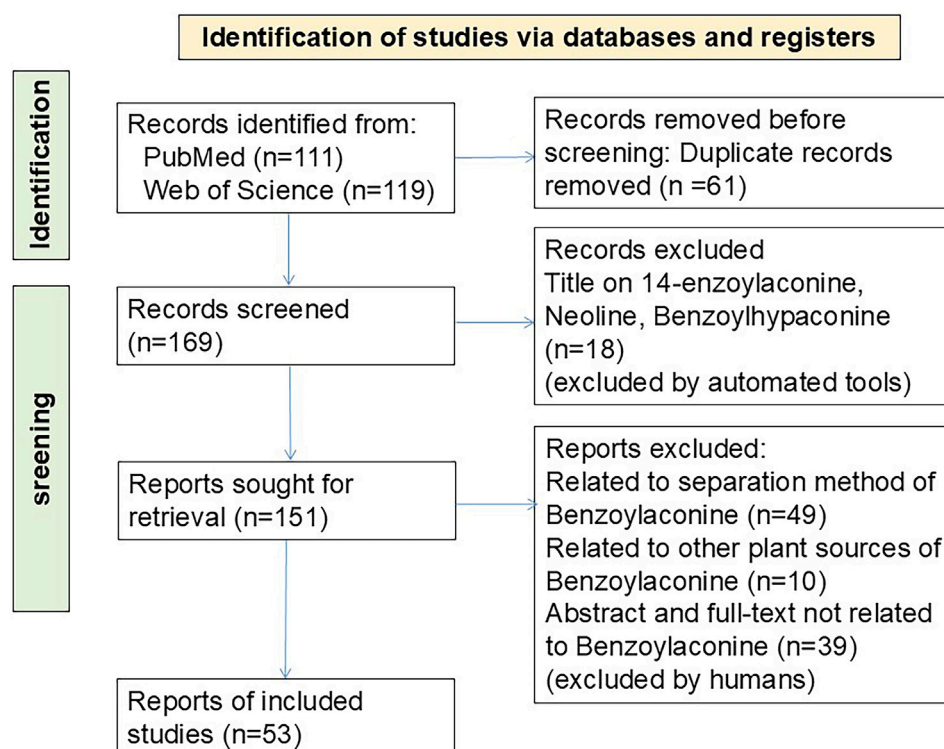 Identification of studies via databases and registers
Identification
Records identified from:
PubMed (n=111)
Web of Science (n=119)
Records removed before
screening: Duplicate records
removed (n =61)
sreening
Records screened
(n=169)
Records excluded
Title on 14-enzoylaconine,
Neoline, Benzoylhypaconine
(n=18)
(excluded by automated tools)
Reports sought for
retrieval (n=151)
Reports excluded:
Related to separation method of
Benzoylaconine (n=49)
Related to other plant sources of
Benzoylaconine (n=10)
Abstract and full-text not related
to Benzoylaconine (n=39)
(excluded by humans)
Reports of included
studies (n=53)